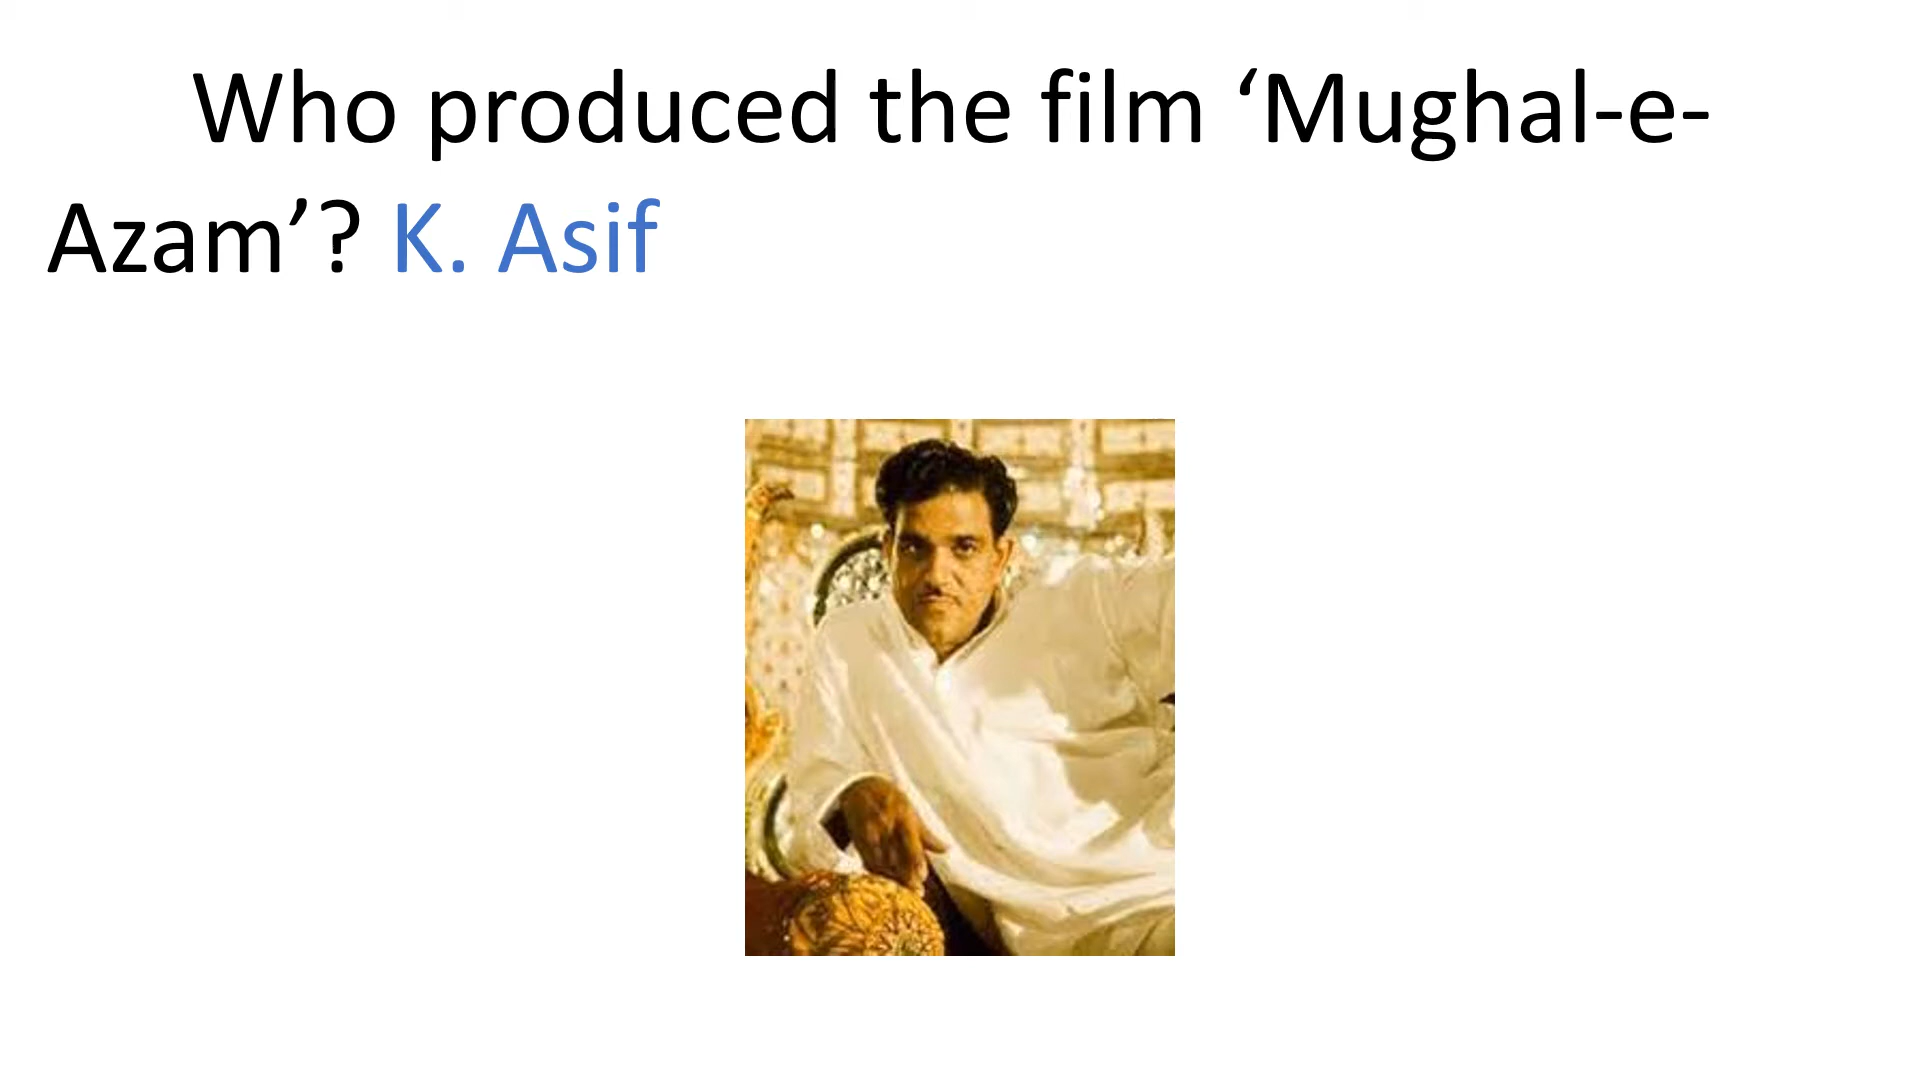 Who produced the film ‘Mughal-e-
Azam’? K. Asif